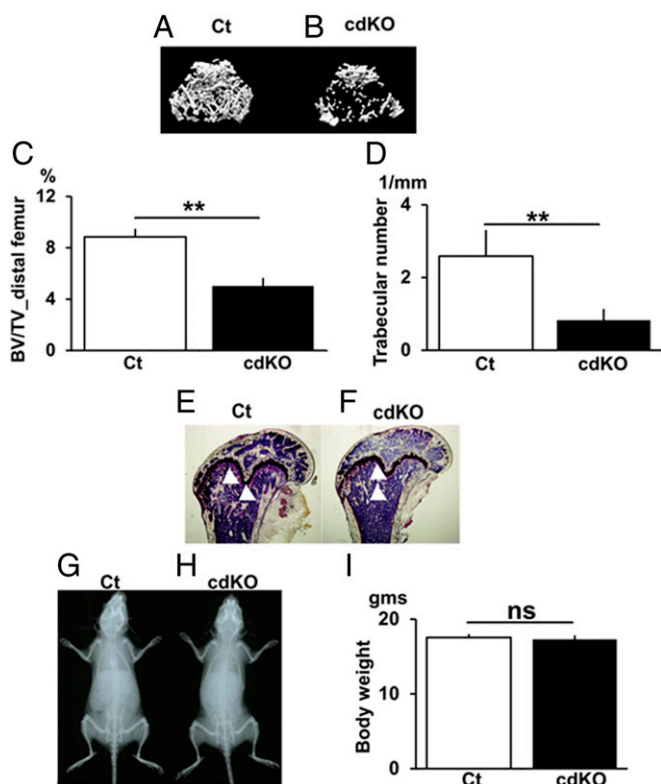 A Ct B cdKO
C
%
12
8
4
0
BV/TV_distal femur
**
Ct cdKO
D
1/mm
4
2
0
Trabecular number
**
Ct cdKO
E Ct F cdKO
G Ct H cdKO
I
gms
20
10
0
Body weight
ns
Ct cdKO